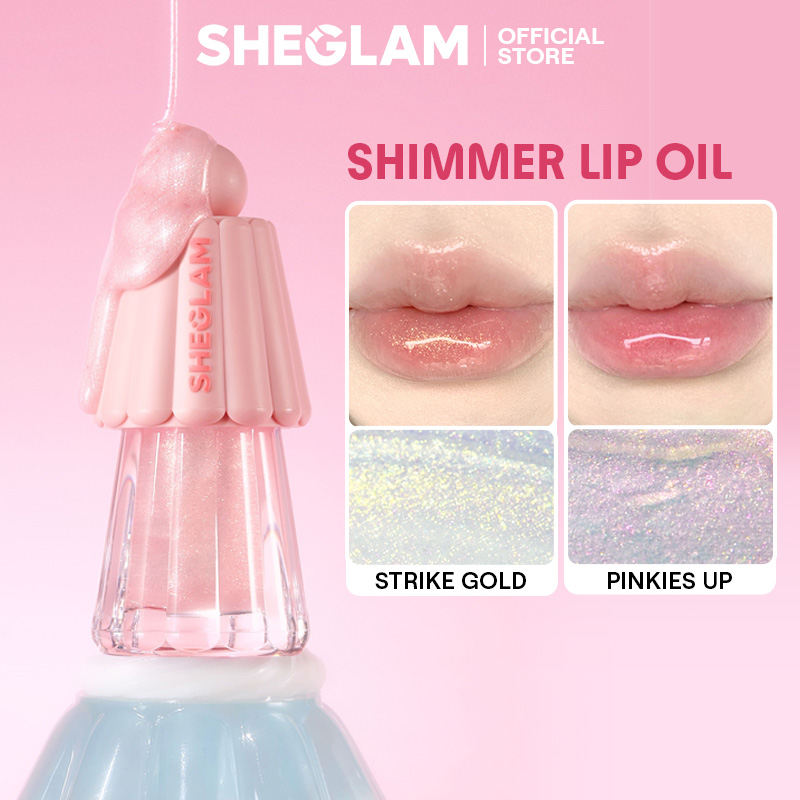 SHEGLAM
OFFICIAL
STORE
SHIMMER LIP OIL
SHEGLAM
STRIKE GOLD
PINKIES UP